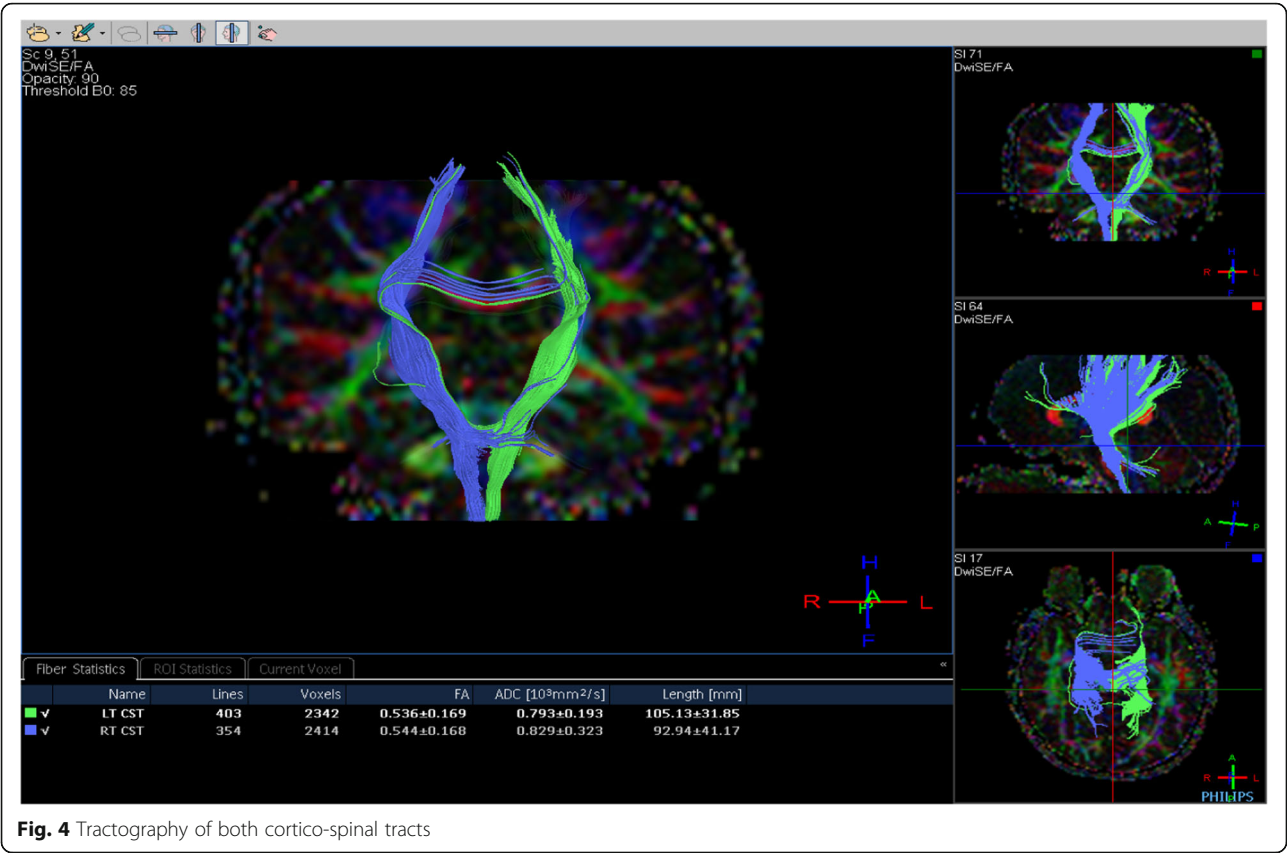 Sc 9, 51
DwiSE/FA
Opacity: 90
Threshold B0: 85
H
R A L
P
F
SI 71
DwiSE/FA
H
R A L
F
SI 64
DwiSE/FA
H
A P
F
SI 17
DwiSE/FA
A
R L
PHILIPS
Fiber Statistics ROI Statistics Current Voxel «
Name Lines Voxels FA ADC [10³mm²/s] Length [mm]
√ LT CST 403 2342 0.536±0.169 0.793±0.193 105.13±31.85
√ RT CST 354 2414 0.544±0.168 0.829±0.323 92.94±41.17
Fig. 4 Tractography of both cortico-spinal tracts